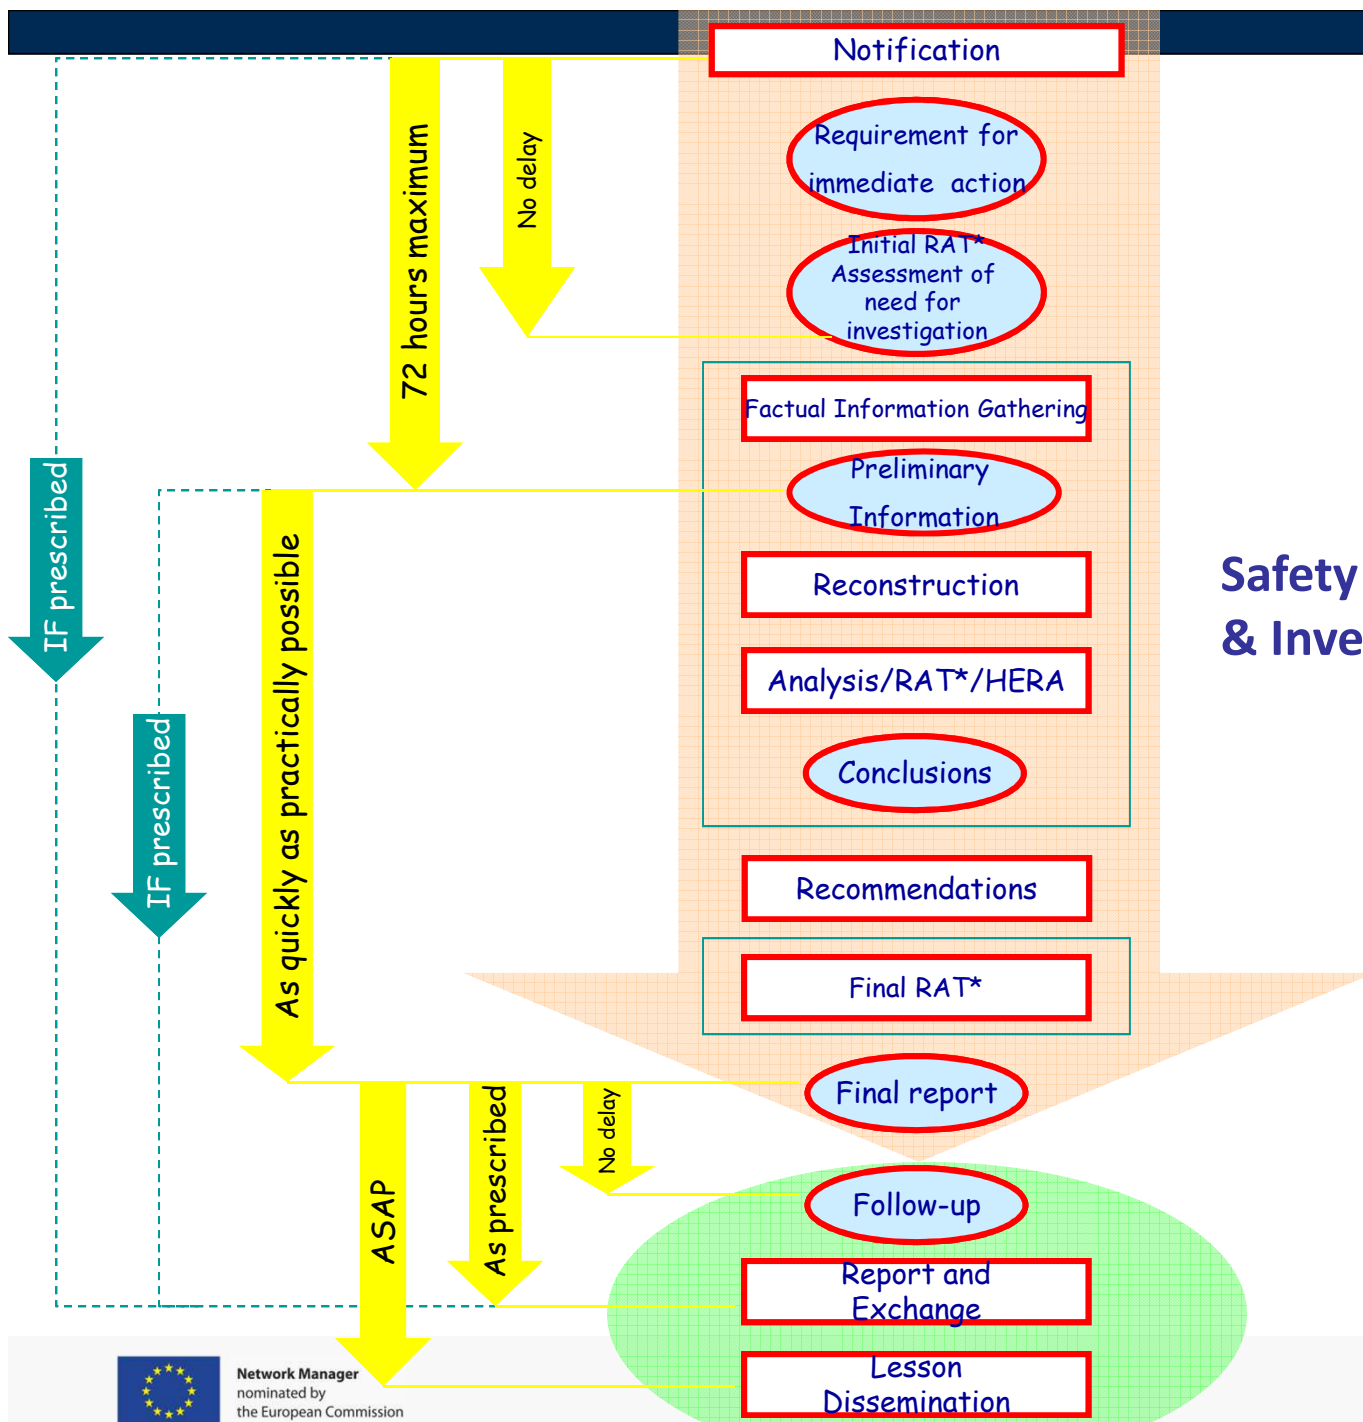 Notification
Requirement for
immediate action
Initial RAT*
Assessment of
need for
investigation
Factual Information Gathering
Preliminary
Information
Reconstruction
Analysis/RAT*/HERA
Conclusions
Recommendations
Final RAT*
Final report
Follow-up
Report and
Exchange
Lesson
Dissemination
72 hours maximum
No delay
IF prescribed
IF prescribed
As quickly as practically possible
ASAP
As prescribed
No delay
Safety
& Inve
Network Manager
nominated by
the European Commission